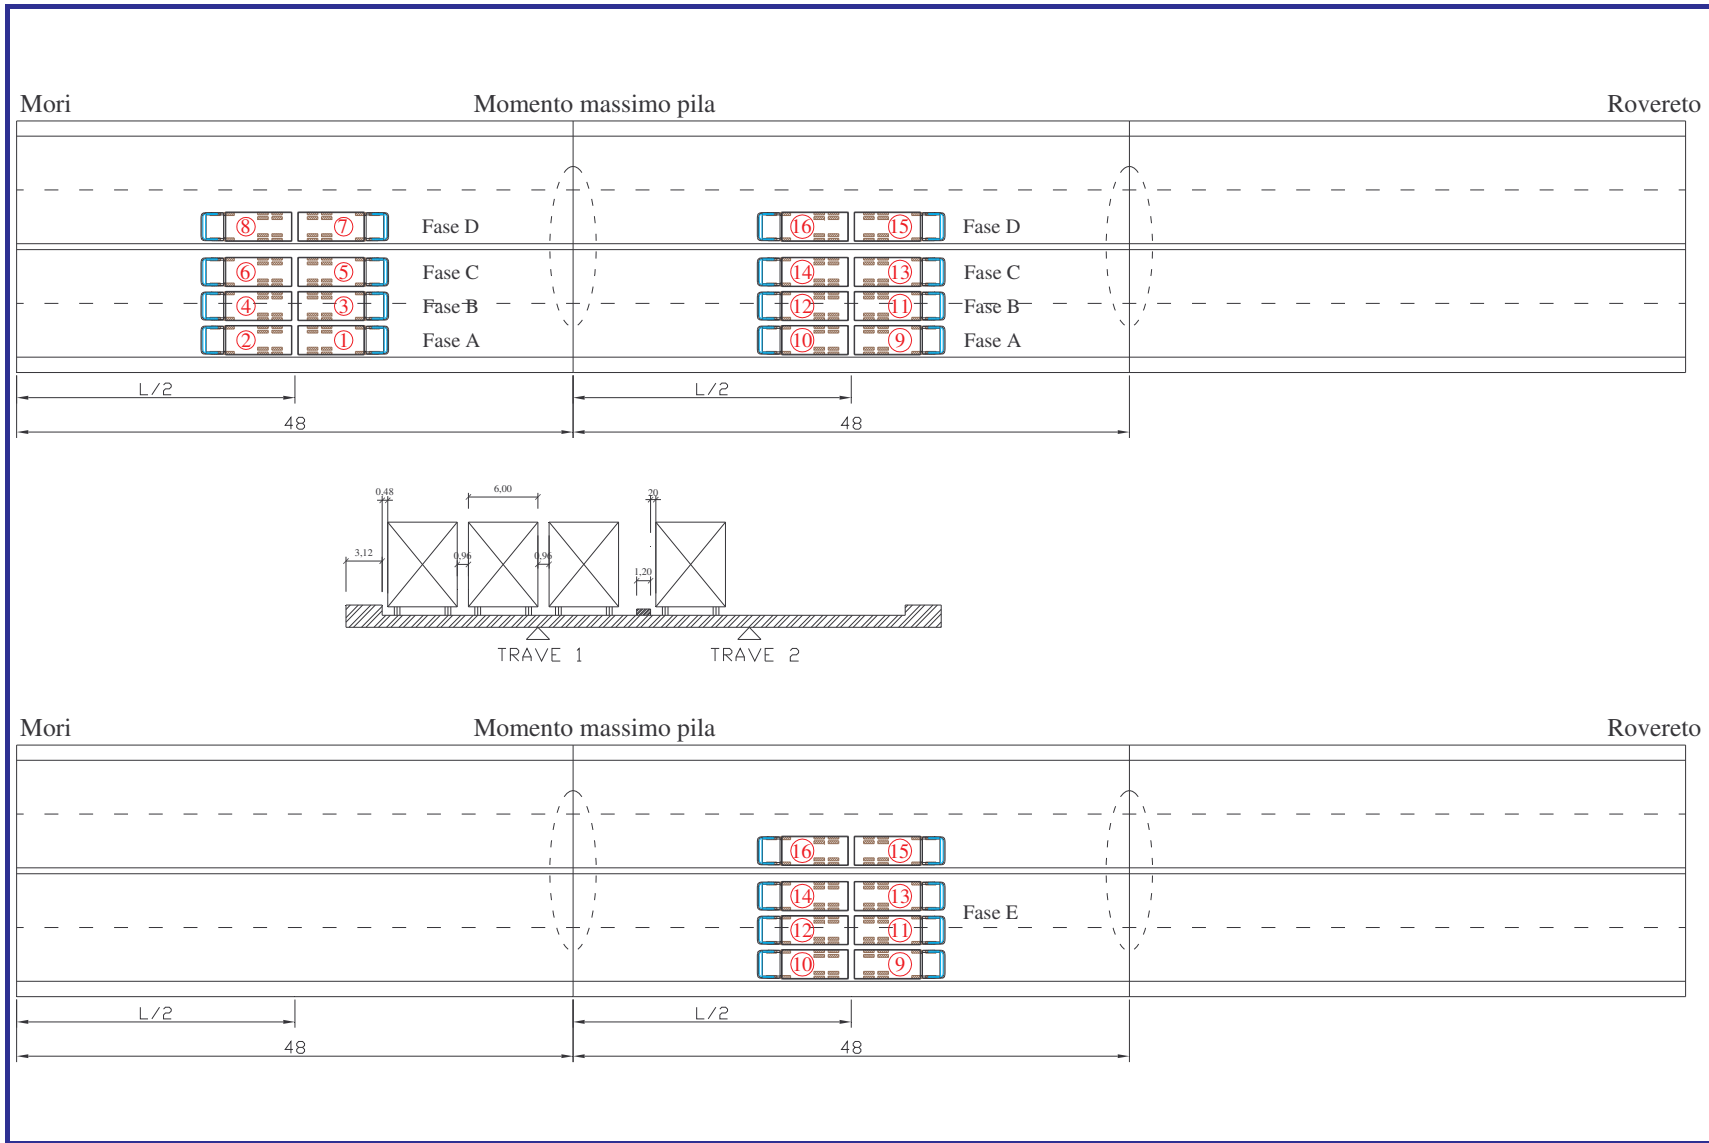 Mori Momento massimo pila Rovereto
8 7 Fase D 16 15 Fase D
6 5 Fase C 14 13 Fase C
4 3 Fase B 12 11 Fase B
2 1 Fase A 10 9 Fase A
L/2 L/2
48 48
0,48 6,00 20
3,12 0,96 0,96 1,20
TRAVE 1 TRAVE 2
Mori Momento massimo pila Rovereto
16 15
14 13
Fase E
12 11
10 9
L/2 L/2
48 48